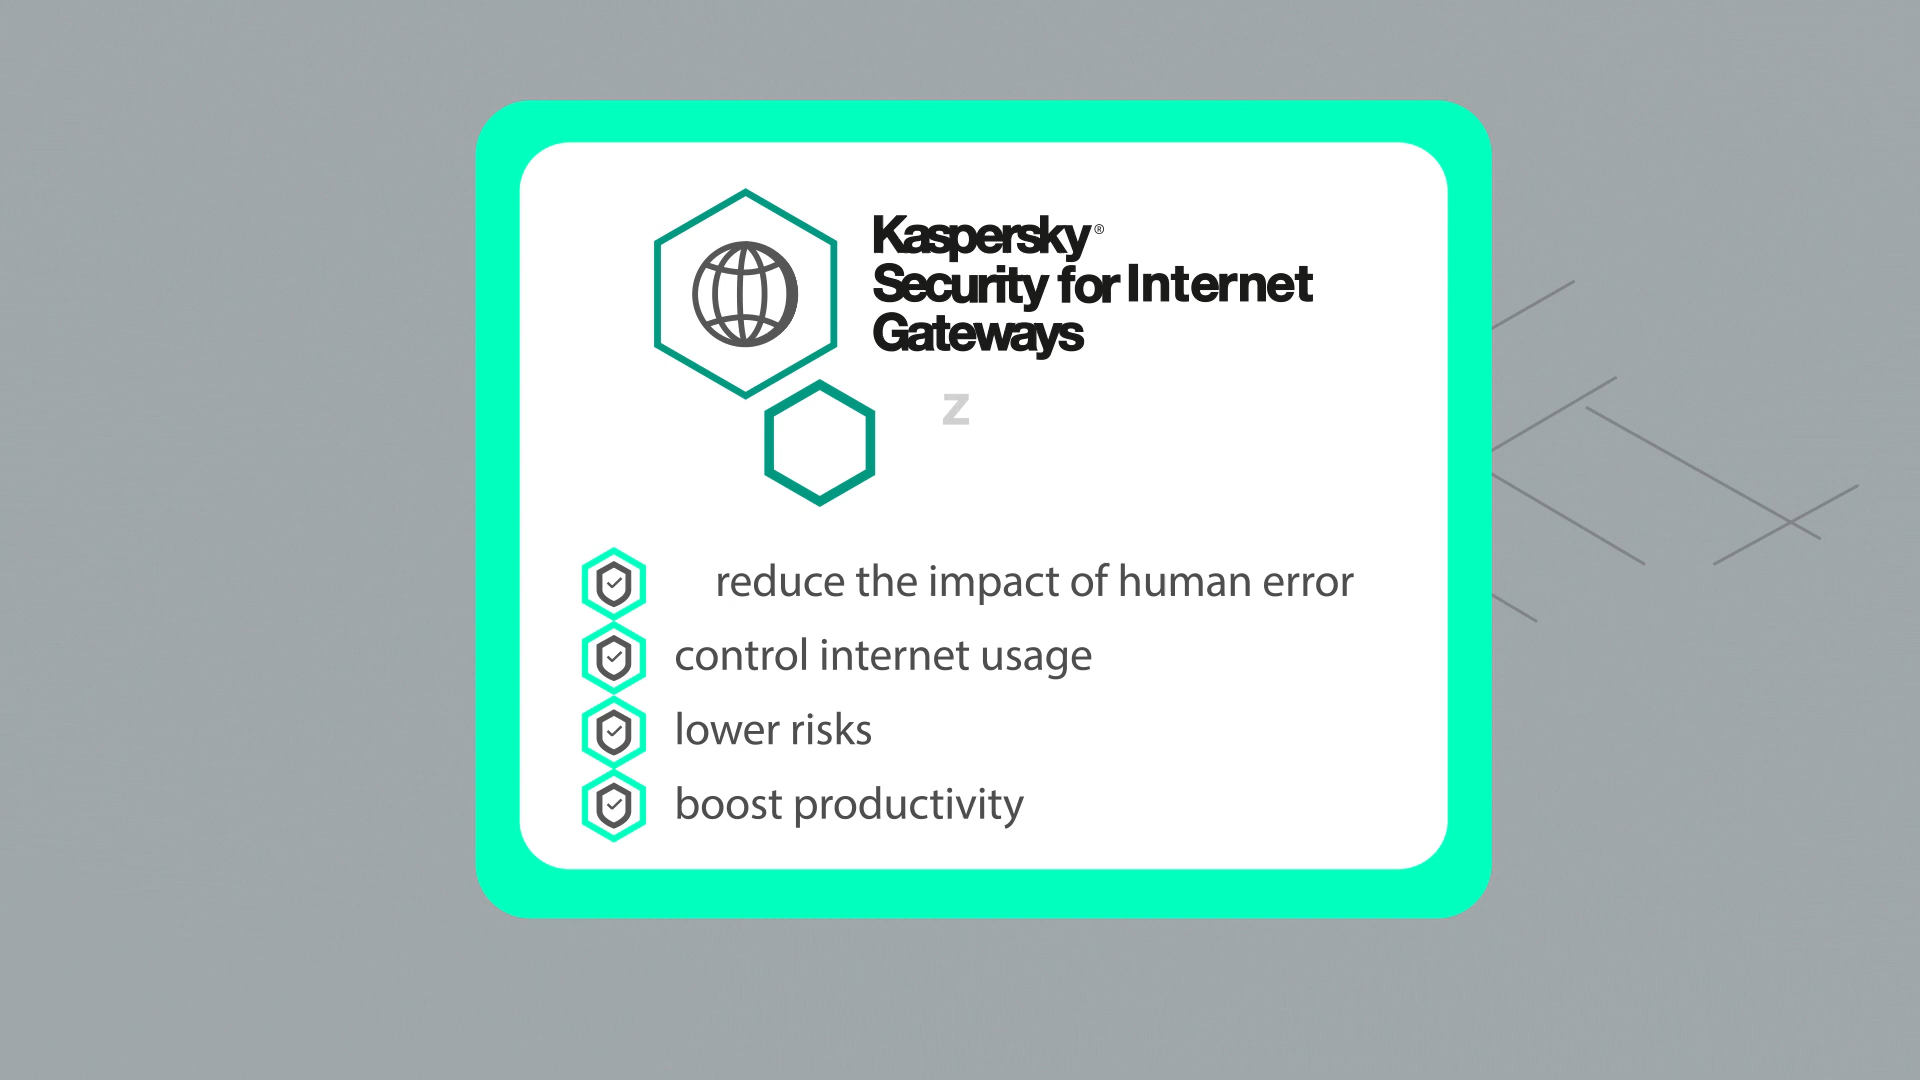 Kaspersky®
Security for Internet
Gateways
z
reduce the impact of human error
control internet usage
lower risks
boost productivity